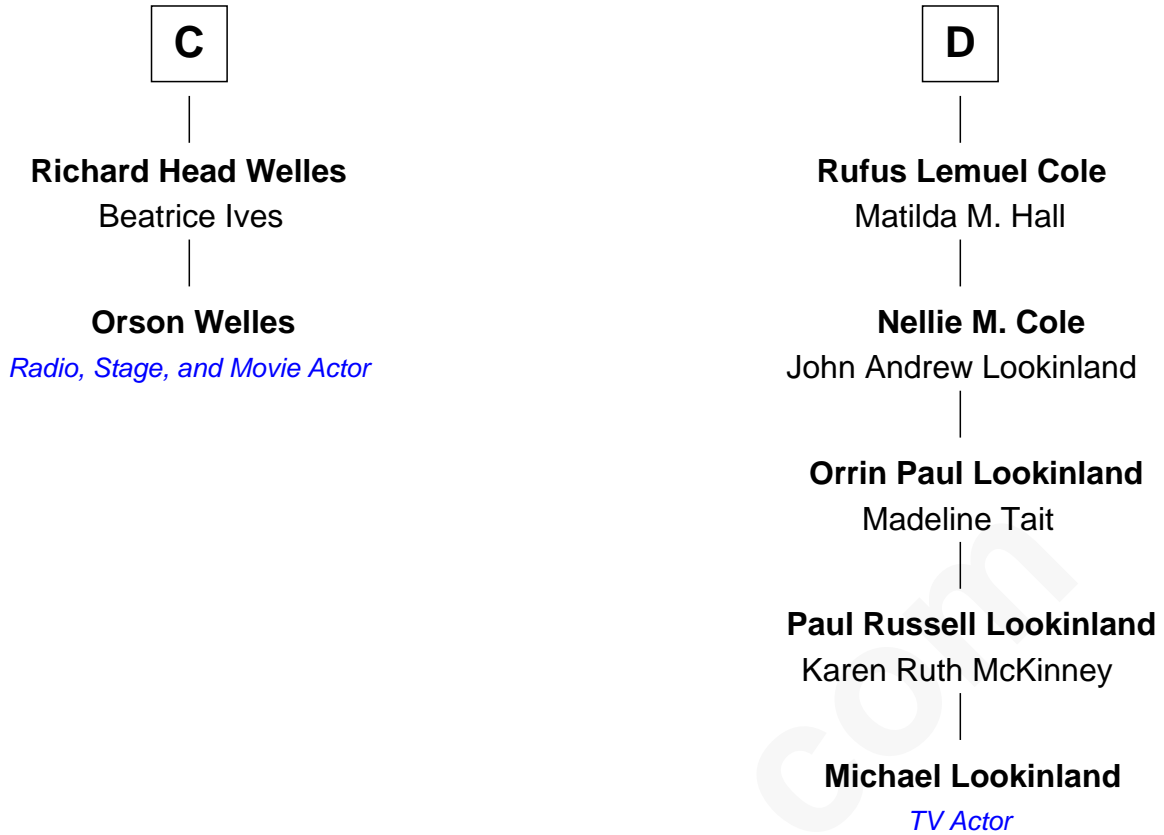 C
Richard Head Welles
Beatrice Ives
Orson Welles
Radio, Stage, and Movie Actor
D
Rufus Lemuel Cole
Matilda M. Hall
Nellie M. Cole
John Andrew Lookinland
Orrin Paul Lookinland
Madeline Tait
Paul Russell Lookinland
Karen Ruth McKinney
Michael Lookinland
TV Actor
com